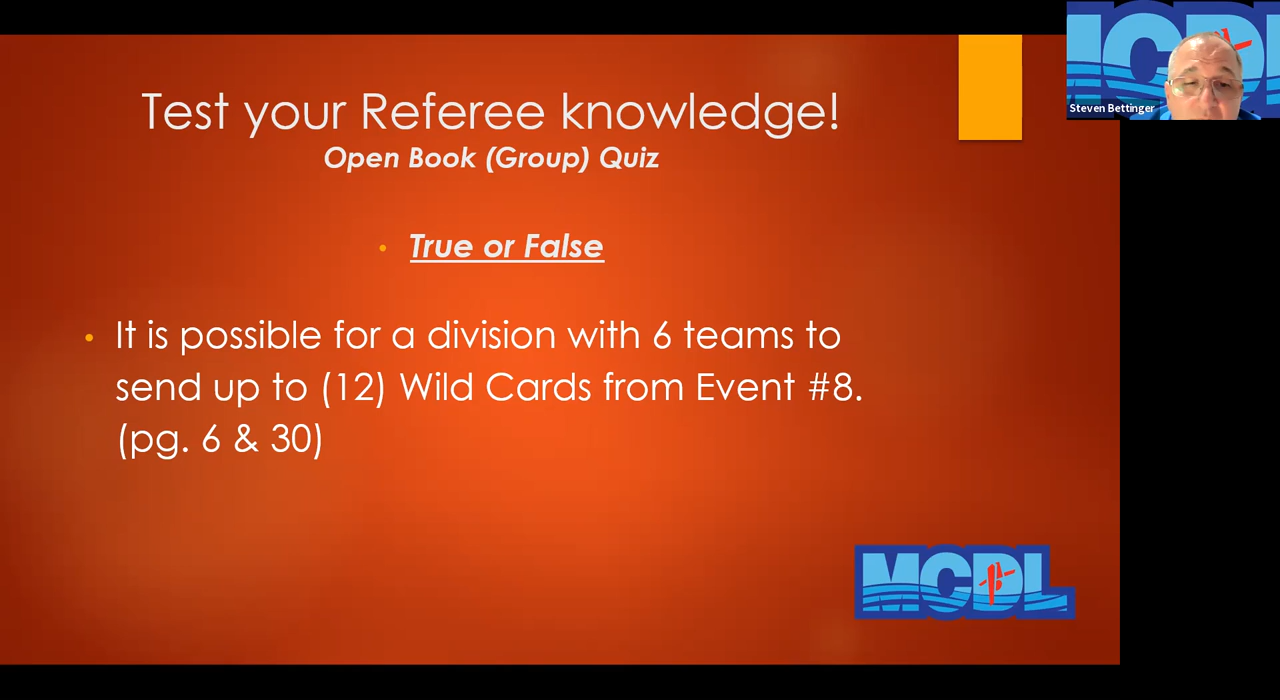 Test your Referee knowledge!
Open Book (Group) Quiz
True or False
It is possible for a division with 6 teams to
send up to (12) Wild Cards from Event #8.
(pg. 6 & 30)
MCDL
MCDL
Steven Bettinger